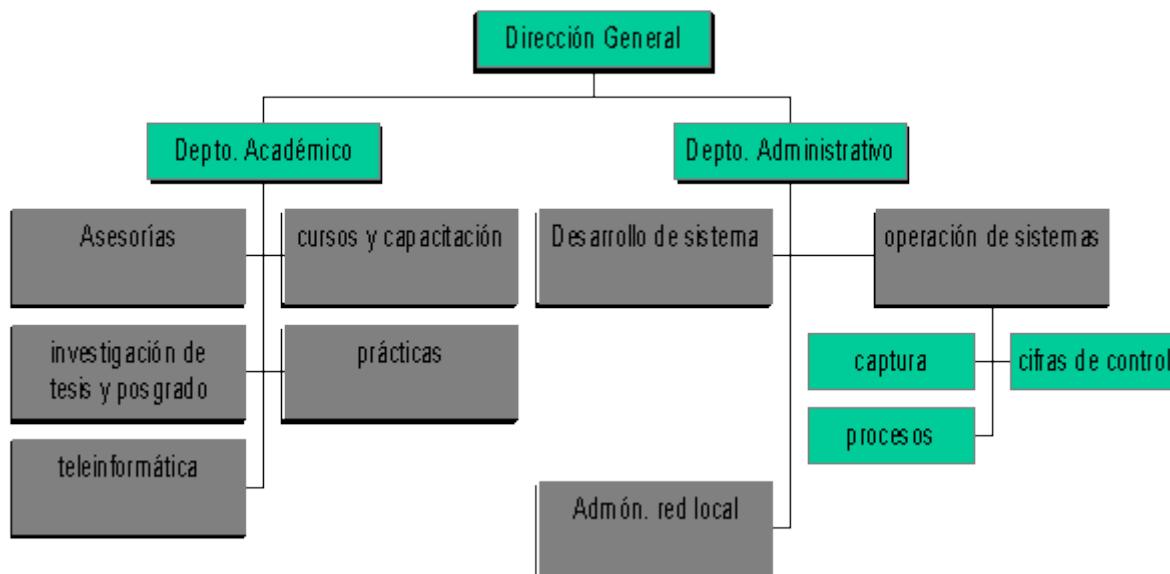 Dirección General
Depto. Académico
Depto. Administrativo
Asesorías
cursos y capacitación
Desarrollo de sistema
operación de sistemas
investigación de
tesis y posgrado
prácticas
captura
cifras de control
procesos
teleinformática
Admón. red local